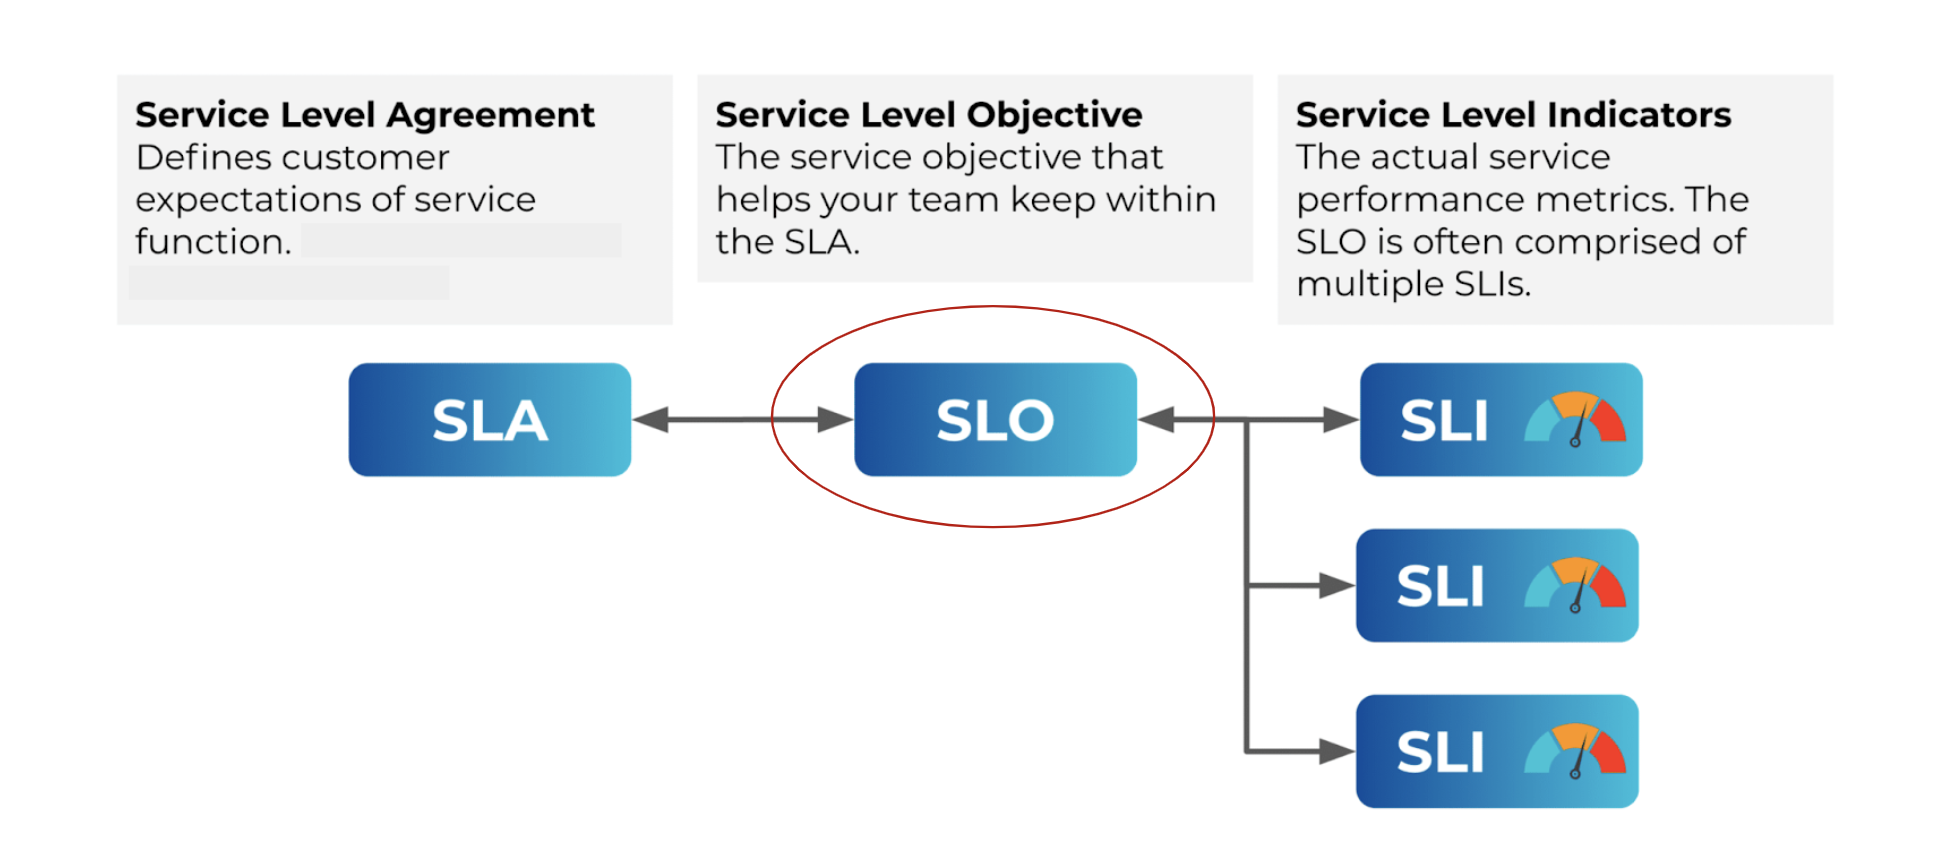 Service Level Agreement
Defines customer
expectations of service
function.
Service Level Objective
The service objective that
helps your team keep within
the SLA.
Service Level Indicators
The actual service
performance metrics. The
SLO is often comprised of
multiple SLIs.
SLA
SLO
SLI
SLI
SLI